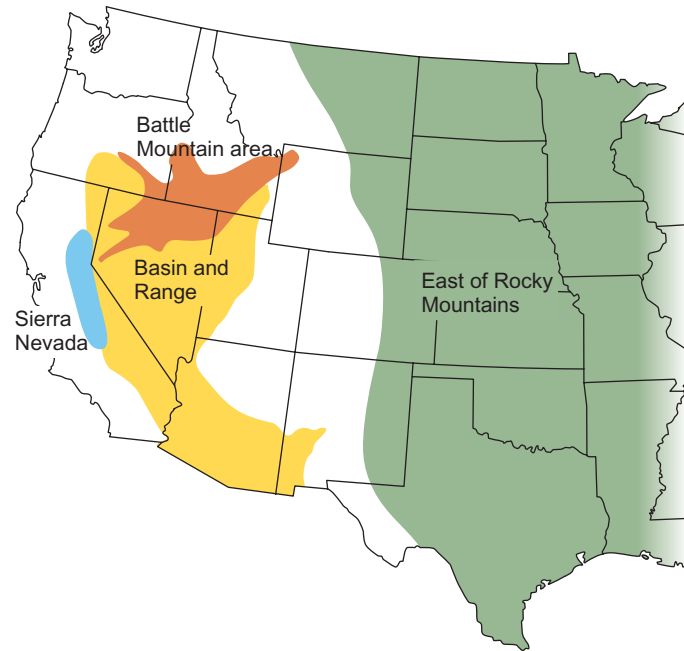 Battle
Mountain area
Basin and
Range
East of Rocky
Mountains
Sierra
Nevada